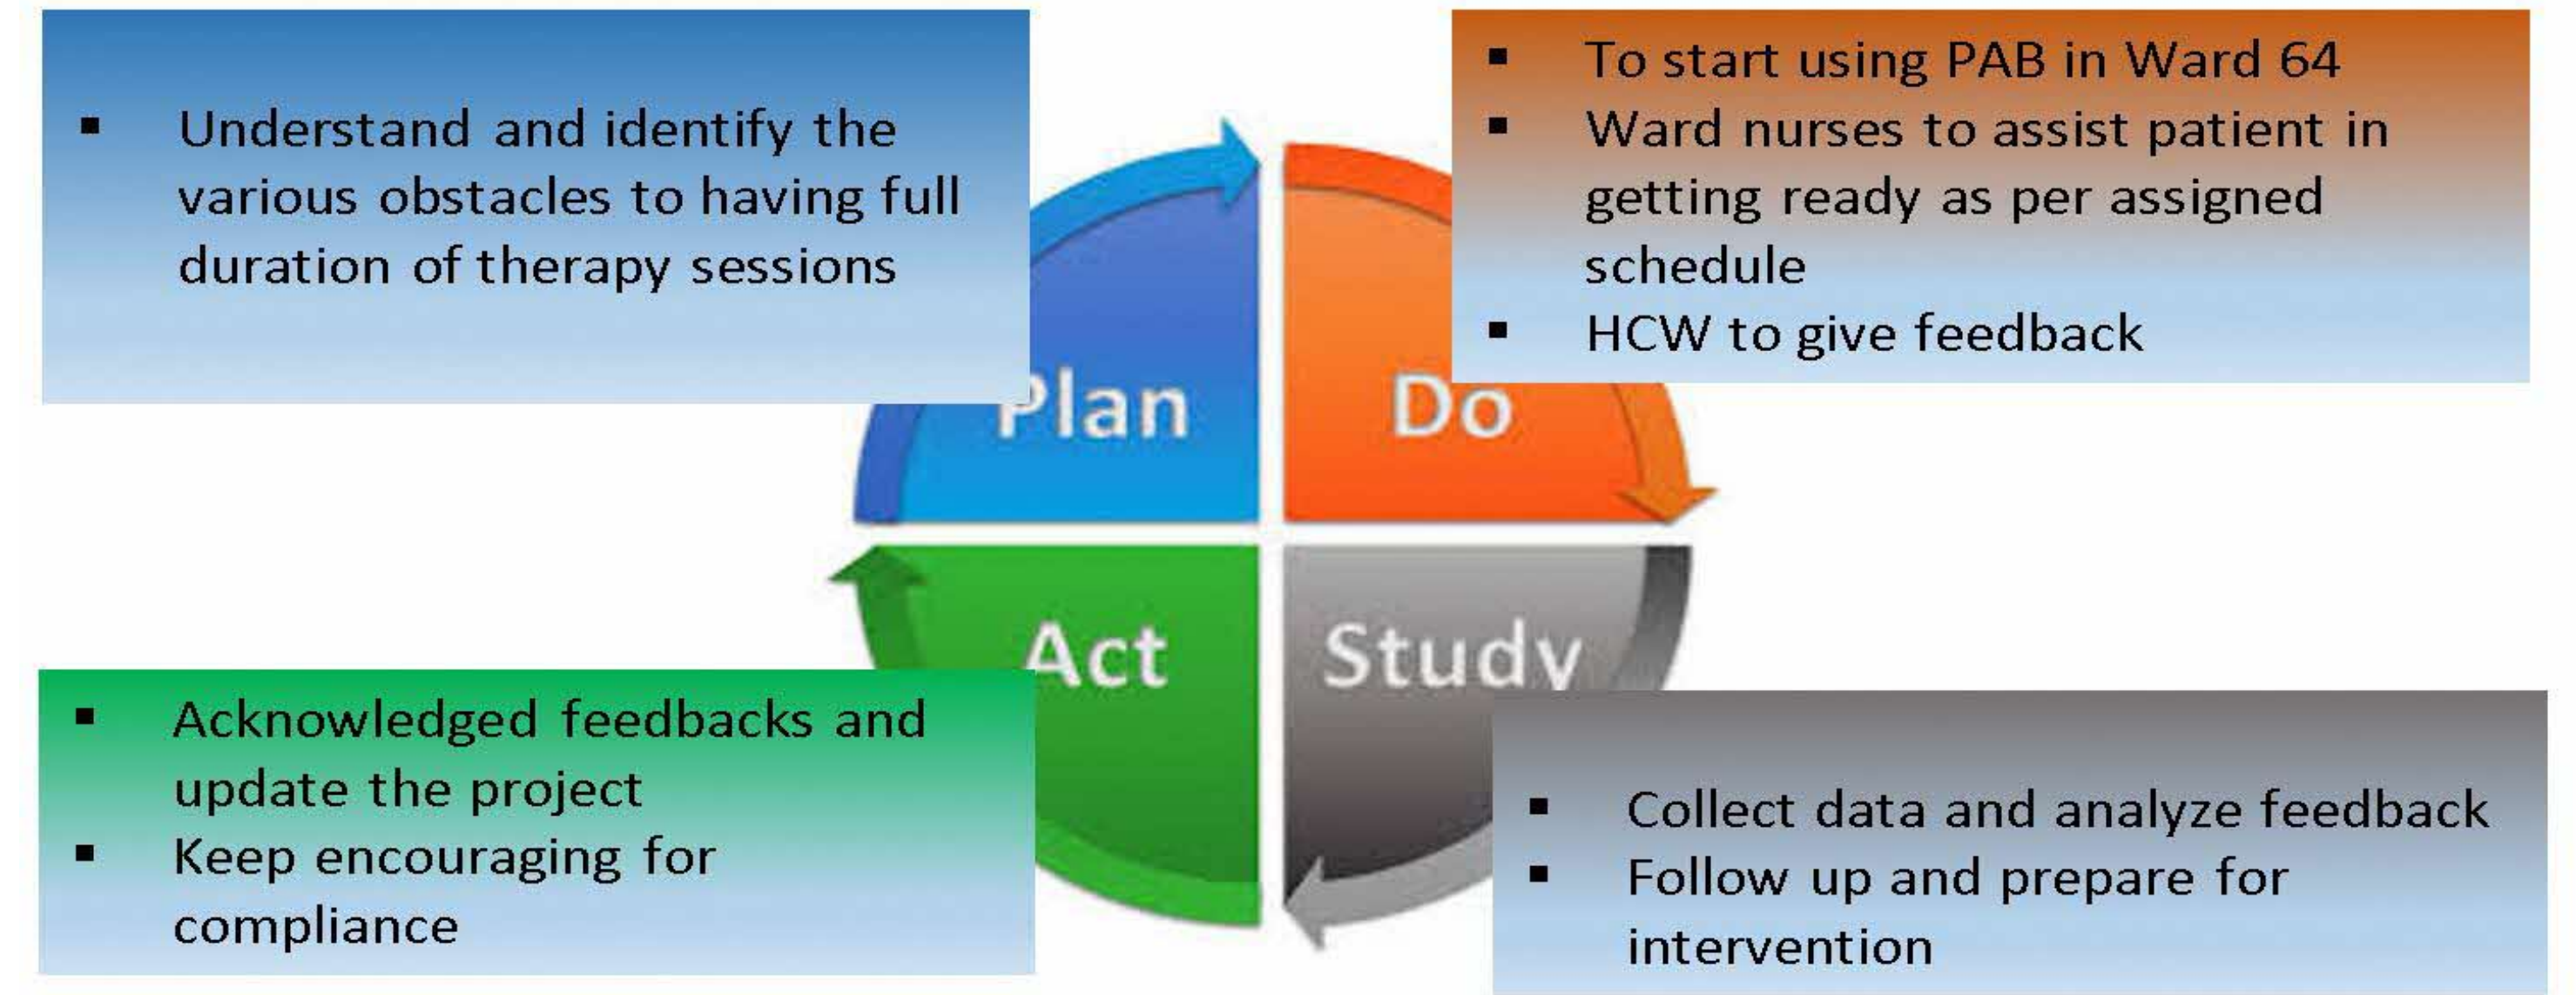 ▪ Understand and identify the
various obstacles to having full
duration of therapy sessions
▪ To start using PAB in Ward 64
▪ Ward nurses to assist patient in
getting ready as per assigned
schedule
▪ HCW to give feedback
Plan
Do
Act
Study
▪ Acknowledged feedbacks and
update the project
▪ Keep encouraging for
compliance
▪ Collect data and analyze feedback
▪ Follow up and prepare for
intervention